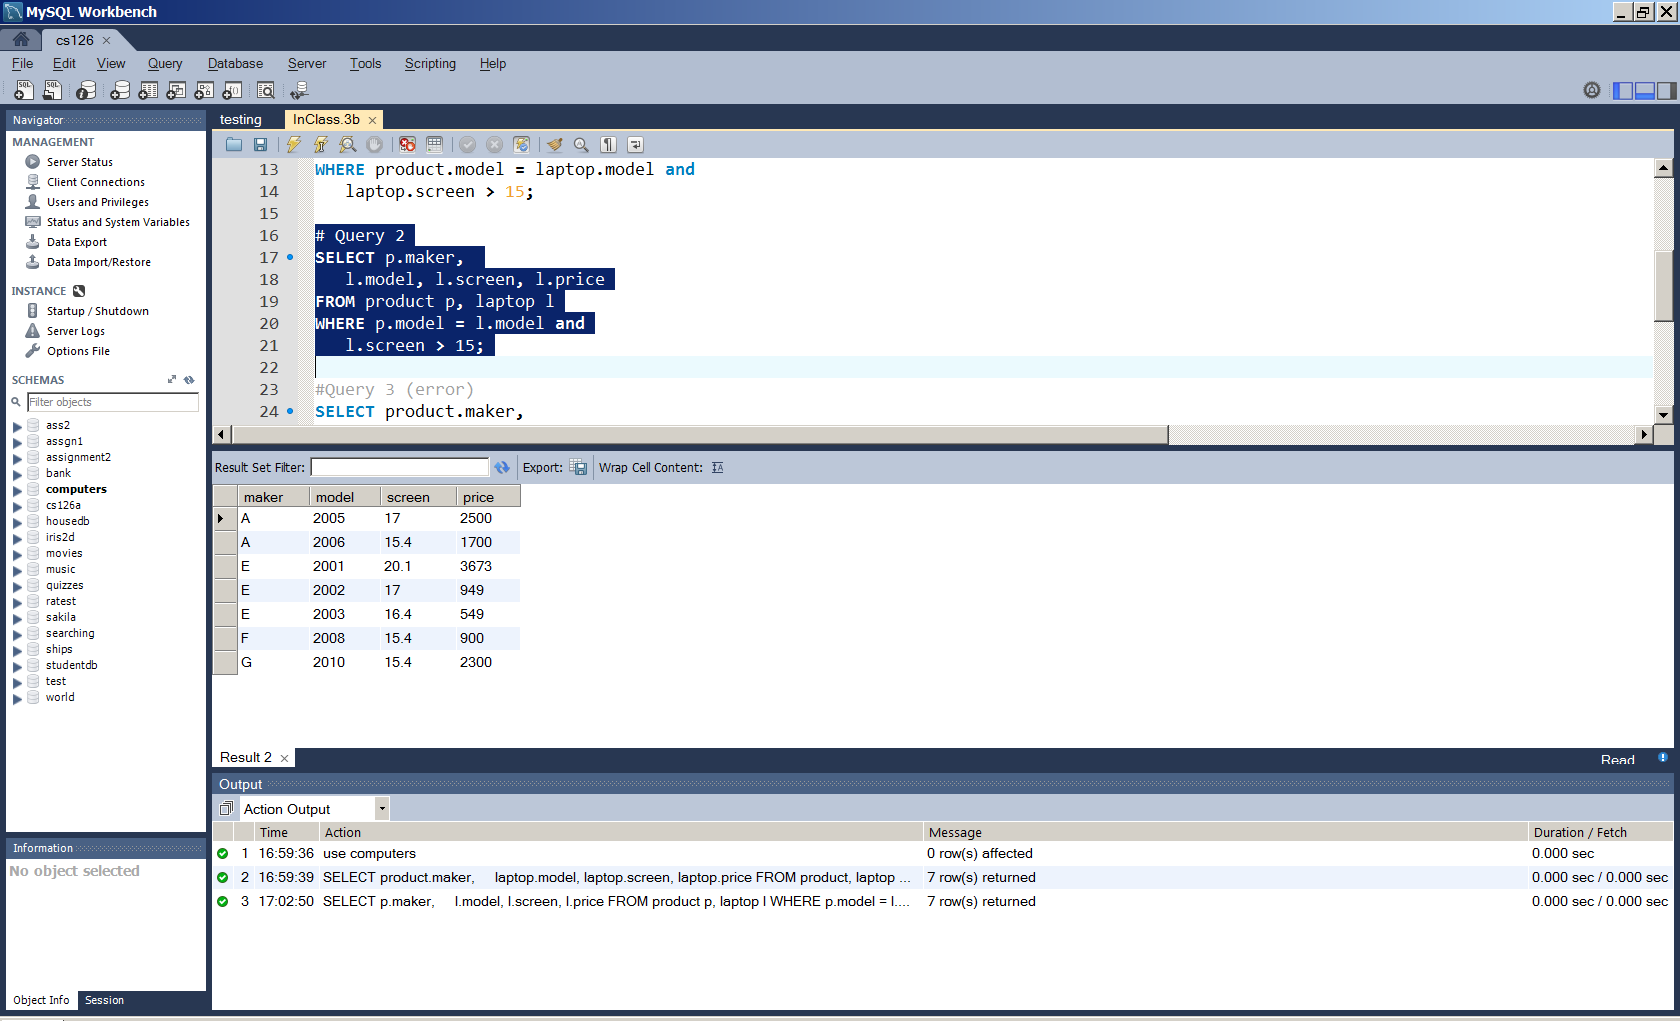 MySQL Workbench
cs126
File Edit View Query Database Server Tools Scripting Help
Navigator
MANAGEMENT
Server Status
Client Connections
Users and Privileges
Status and System Variables
Data Export
Data Import/Restore
INSTANCE
Startup / Shutdown
Server Logs
Options File
SCHEMAS
Filter objects
ass2
assgn1
assignment2
bank
computers
cs126a
housedb
iris2d
movies
music
quizzes
ratest
sakila
searching
ships
studentdb
test
world
Information
No object selected
Object Info Session
testing InClass.3b
13 WHERE product.model = laptop.model and
14 laptop.screen > 15;
15
16 # Query 2
17 SELECT p.maker,
18 l.model, l.screen, l.price
19 FROM product p, laptop l
20 WHERE p.model = l.model and
21 l.screen > 15;
22
23 #Query 3 (error)
24 SELECT product.maker,
Result Set Filter: Export: Wrap Cell Content:
maker model screen price
A 2005 17 2500
A 2006 15.4 1700
E 2001 20.1 3673
E 2002 17 949
E 2003 16.4 549
F 2008 15.4 900
G 2010 15.4 2300
Result 2 Read
Output
Action Output
Time Action Message Duration / Fetch
1 16:59:36 use computers 0 row(s) affected 0.000 sec
2 16:59:39 SELECT product.maker, laptop.model, laptop.screen, laptop.price FROM product, laptop ... 7 row(s) returned 0.000 sec / 0.000 sec
3 17:02:50 SELECT p.maker, l.model, l.screen, l.price FROM product p, laptop l WHERE p.model = l.... 7 row(s) returned 0.000 sec / 0.000 sec